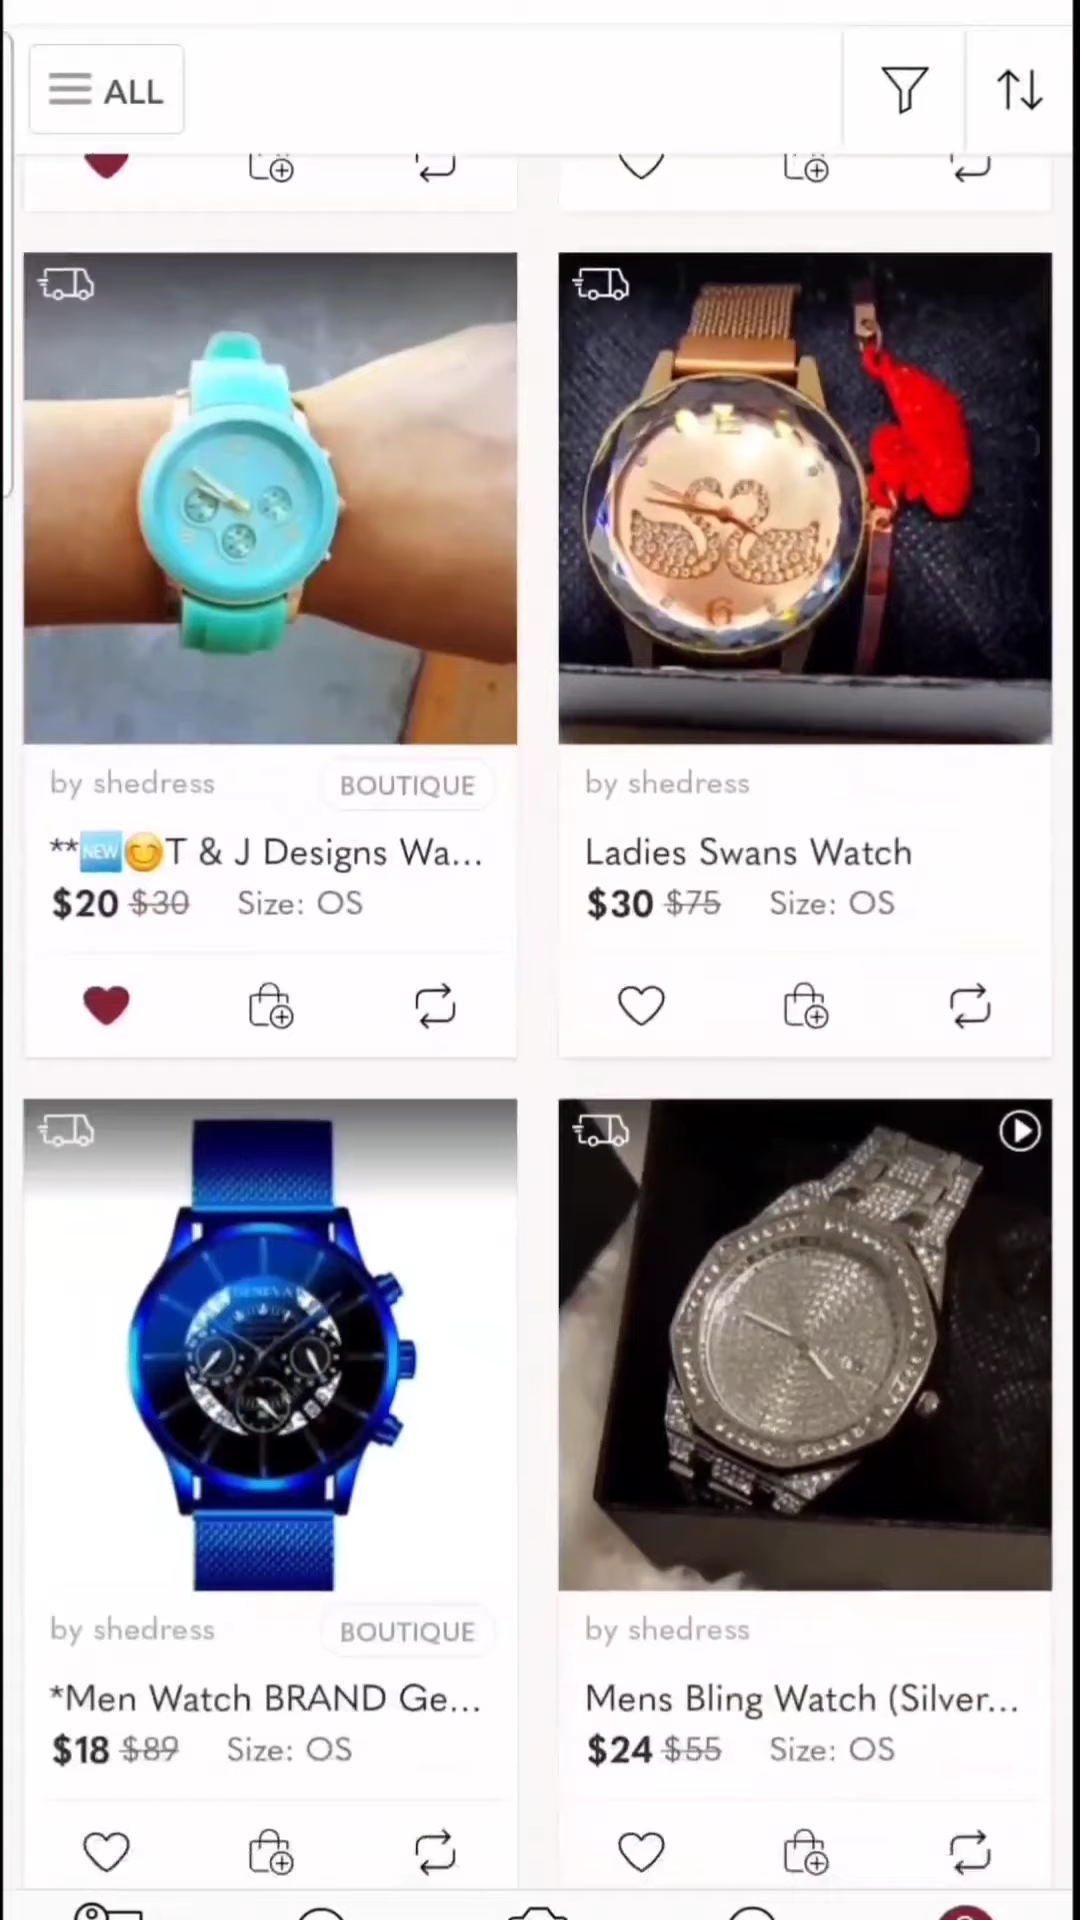 ALL
by shedress
BOUTIQUE
**🆕😊T & J Designs Wa...
$20 $30 Size: OS
6
by shedress
Ladies Swans Watch
$30 $75 Size: OS
GENEVA
by shedress
BOUTIQUE
*Men Watch BRAND Ge...
$18 $89 Size: OS
by shedress
Mens Bling Watch (Silver...
$24 $55 Size: OS